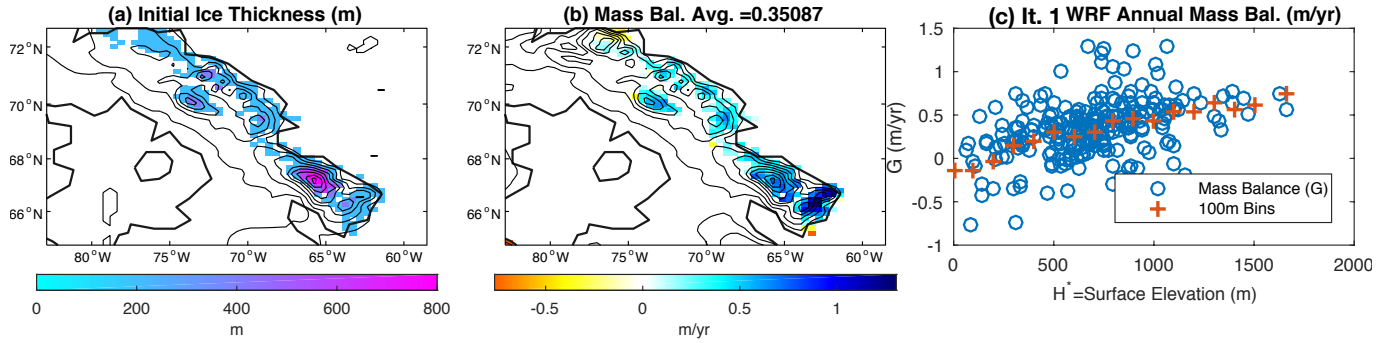 (a) Initial Ice Thickness (m)
72°N
70°N
68°N
66°N
80°W
75°W
70°W
65°W
60°W
0
200
400
600
800
m
(b) Mass Bal. Avg. =0.35087
72°N
70°N
68°N
66°N
80°W
75°W
70°W
65°W
60°W
-0.5
0
0.5
1
m/yr
(c) It. 1 WRF Annual Mass Bal. (m/yr)
G (m/yr)
1.5
1
0.5
0
-0.5
-1
Mass Balance (G)
100m Bins
0
500
1000
1500
2000
H*=Surface Elevation (m)